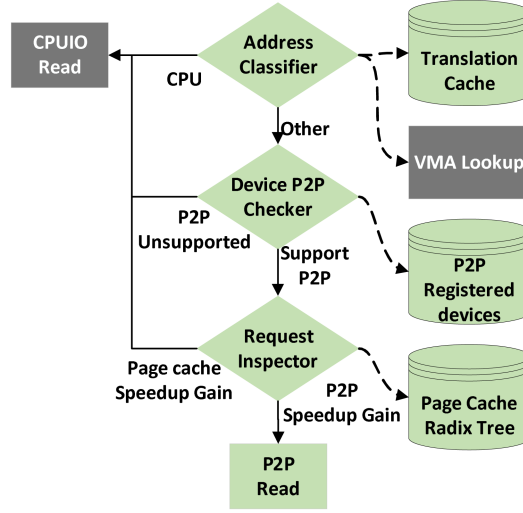 CPUIO
Read
Address
Classifier
Translation
Cache
CPU
Other
VMA Lookup
Device P2P
Checker
P2P
Unsupported
Support
P2P
P2P
Registered
devices
Request
Inspector
Page cache
Speedup Gain
P2P
Speedup Gain
Page Cache
Radix Tree
P2P
Read